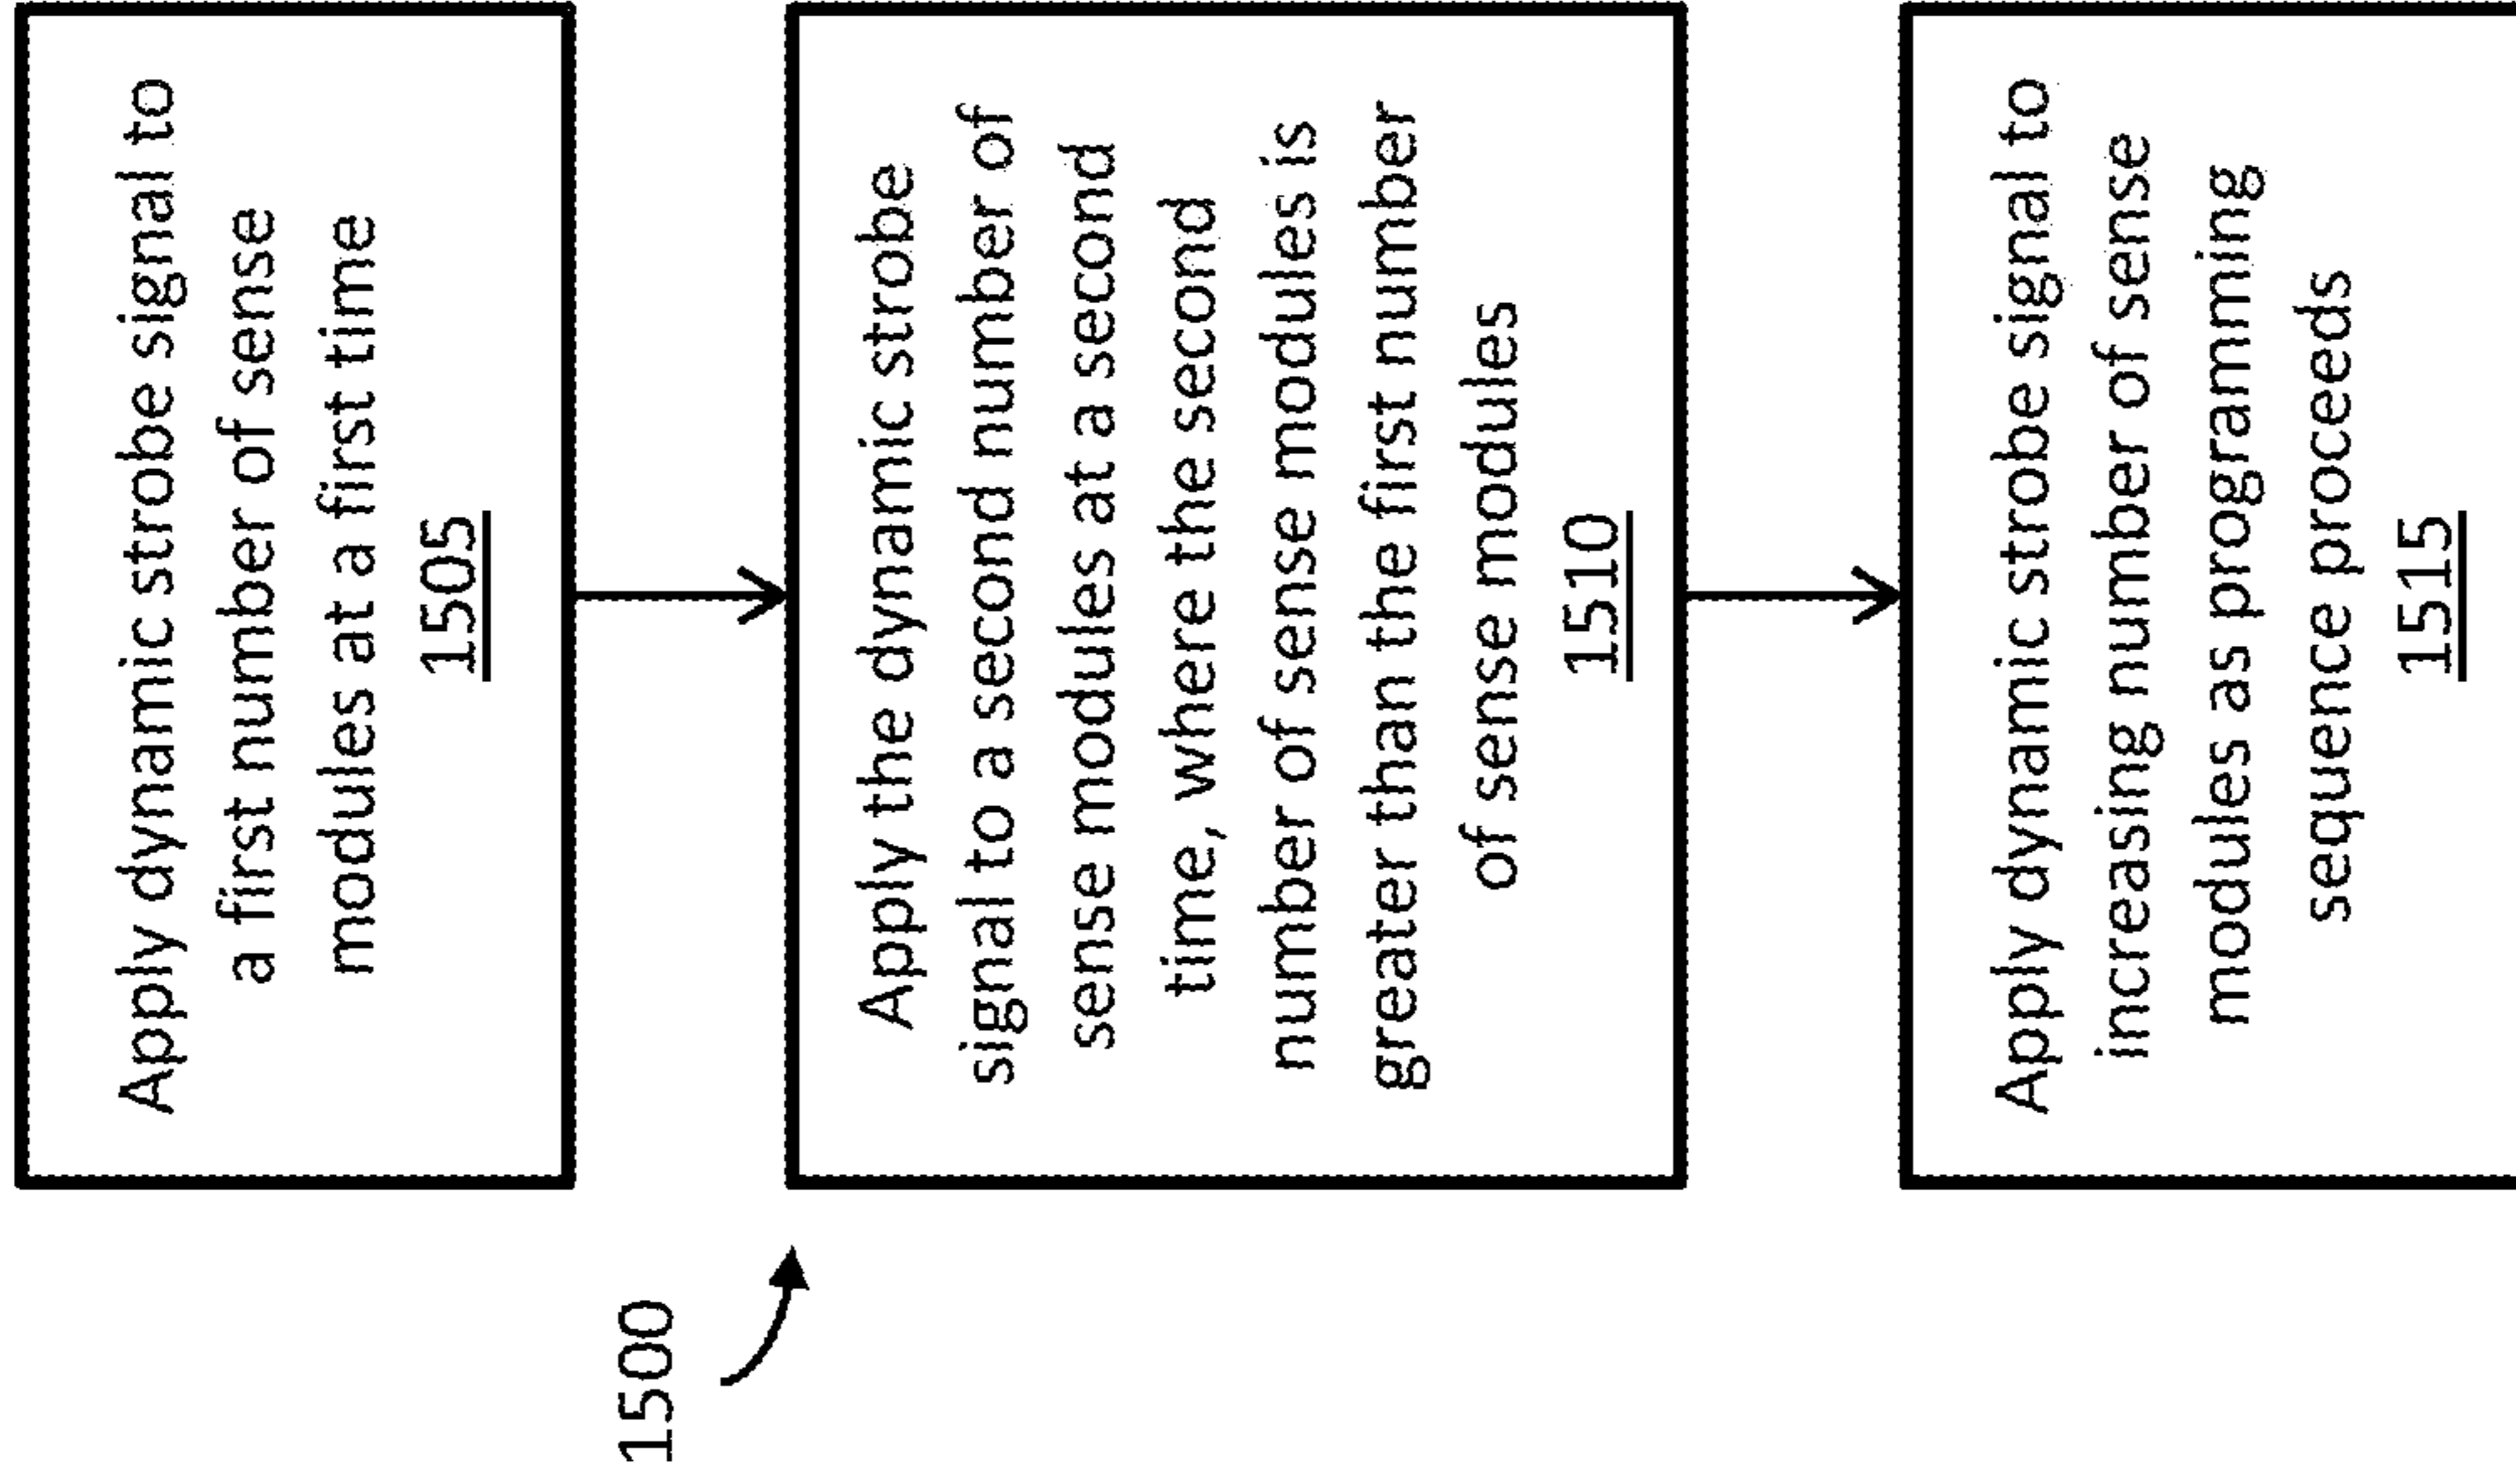 Apply dynamic strobe signal to
a first number of sense
modules at a first time
1505
Apply the dynamic strobe
signal to a second number of
sense modules at a second
time, where the second
number of sense modules is
greater than the first number
of sense modules
1510
Apply dynamic strobe signal to
increasing number of sense
modules as programming
sequence proceeds
1515
1500